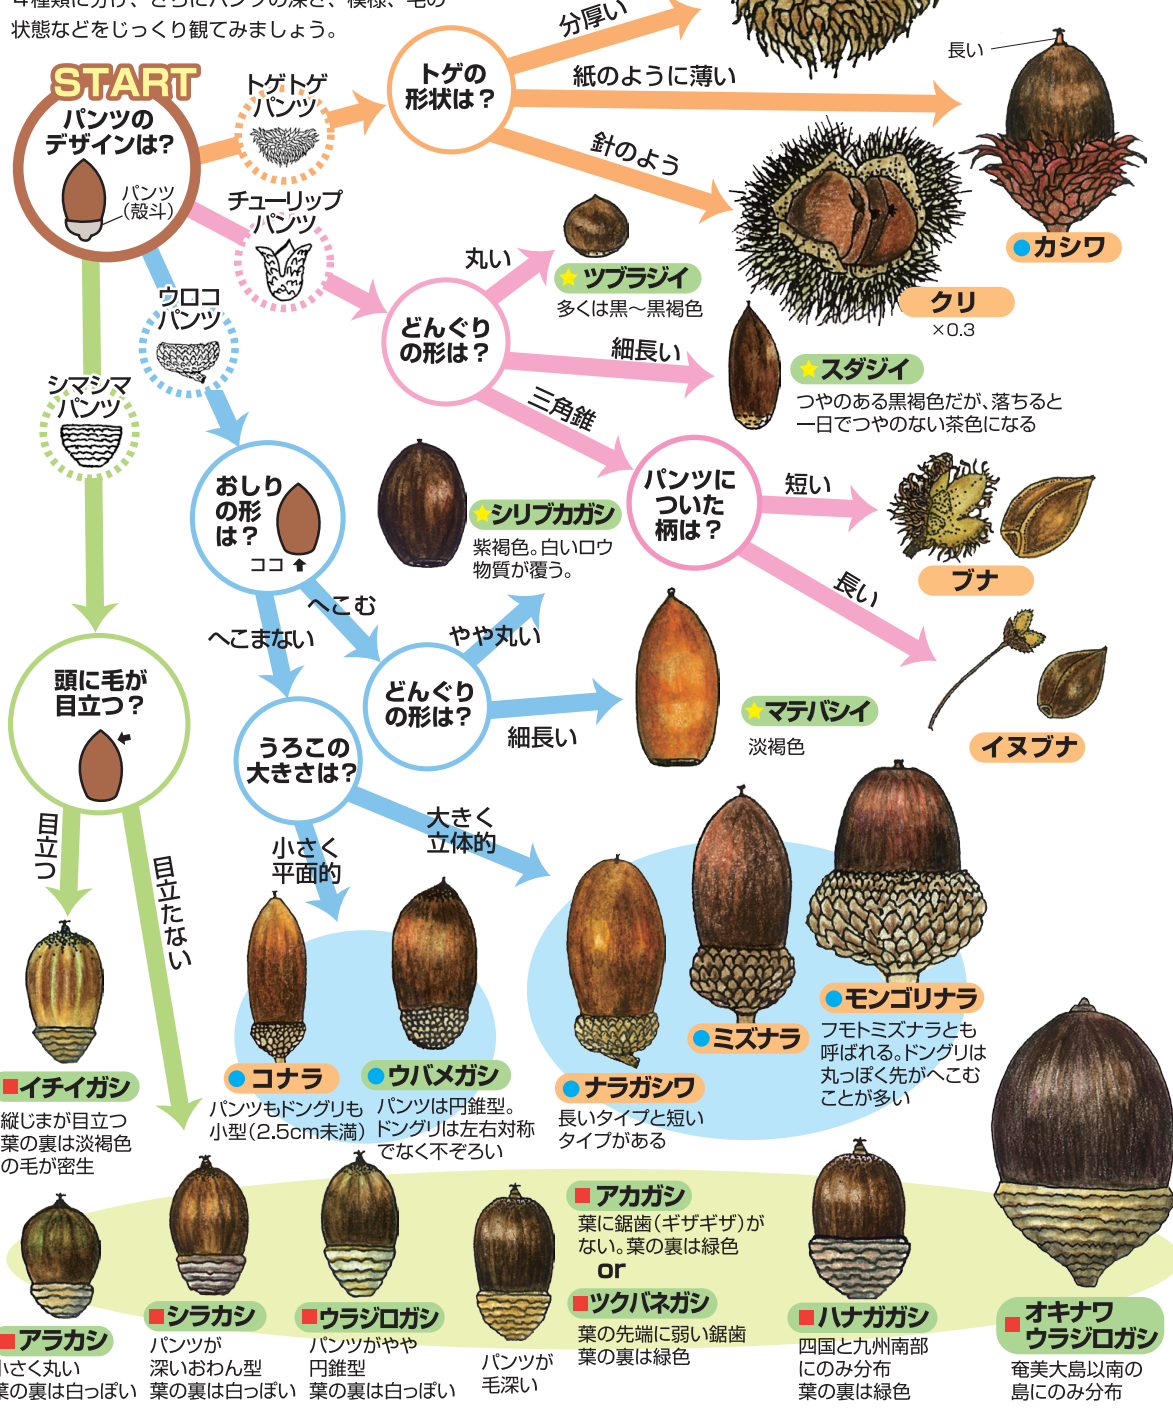 4種類に分け、さらにパンツの深さ、模様、毛の
状態などをじっくり観てみましょう。
START
パンツの
デザインは？
パンツ
（殻斗）
トゲトゲ
パンツ
チューリップ
パンツ
ウロコ
パンツ
シマシマ
パンツ
トゲの
形状は？
分厚い
紙のように薄い
針のよう
長い
カシワ
クリ
×0.3
どんぐり
の形は？
丸い
ツブラジイ
多くは黒〜黒褐色
細長い
スダジイ
つやのある黒褐色だが、落ちると
一日でつやのない茶色になる
三角錐
パンツに
ついた
柄は？
短い
ブナ
長い
イヌブナ
おしり
の形
は？
ココ
へこむ
へこまない
どんぐり
の形は？
やや丸い
シリブカガシ
紫褐色。白いロウ
物質が覆う。
細長い
マテバシイ
淡褐色
うろこの
大きさは？
小さく
平面的
大きく
立体的
コナラ
パンツもドングリも
小型（2.5cm未満）
ウバメガシ
パンツは円錐型。
ドングリは左右対称
でなく不ぞろい
ナラガシワ
長いタイプと短い
タイプがある
ミズナラ
モンゴリナラ
フモトミズナラとも
呼ばれる。ドングリは
丸っぽく先がへこむ
ことが多い
頭に毛が
目立つ？
目立つ
目立たない
イチイガシ
縦じまが目立つ
葉の裏は淡褐色
の毛が密生
アラカシ
小さく丸い
葉の裏は白っぽい
シラカシ
パンツが
深いおわん型
葉の裏は白っぽい
ウラジロガシ
パンツがやや
円錐型
葉の裏は白っぽい
パンツが
毛深い
アカガシ
葉に鋸歯（ギザギザ）が
ない。葉の裏は緑色
or
ツクバネガシ
葉の先端に弱い鋸歯
葉の裏は緑色
ハナガガシ
四国と九州南部
にのみ分布
葉の裏は緑色
オキナワ
ウラジロガシ
奄美大島以南の
島にのみ分布